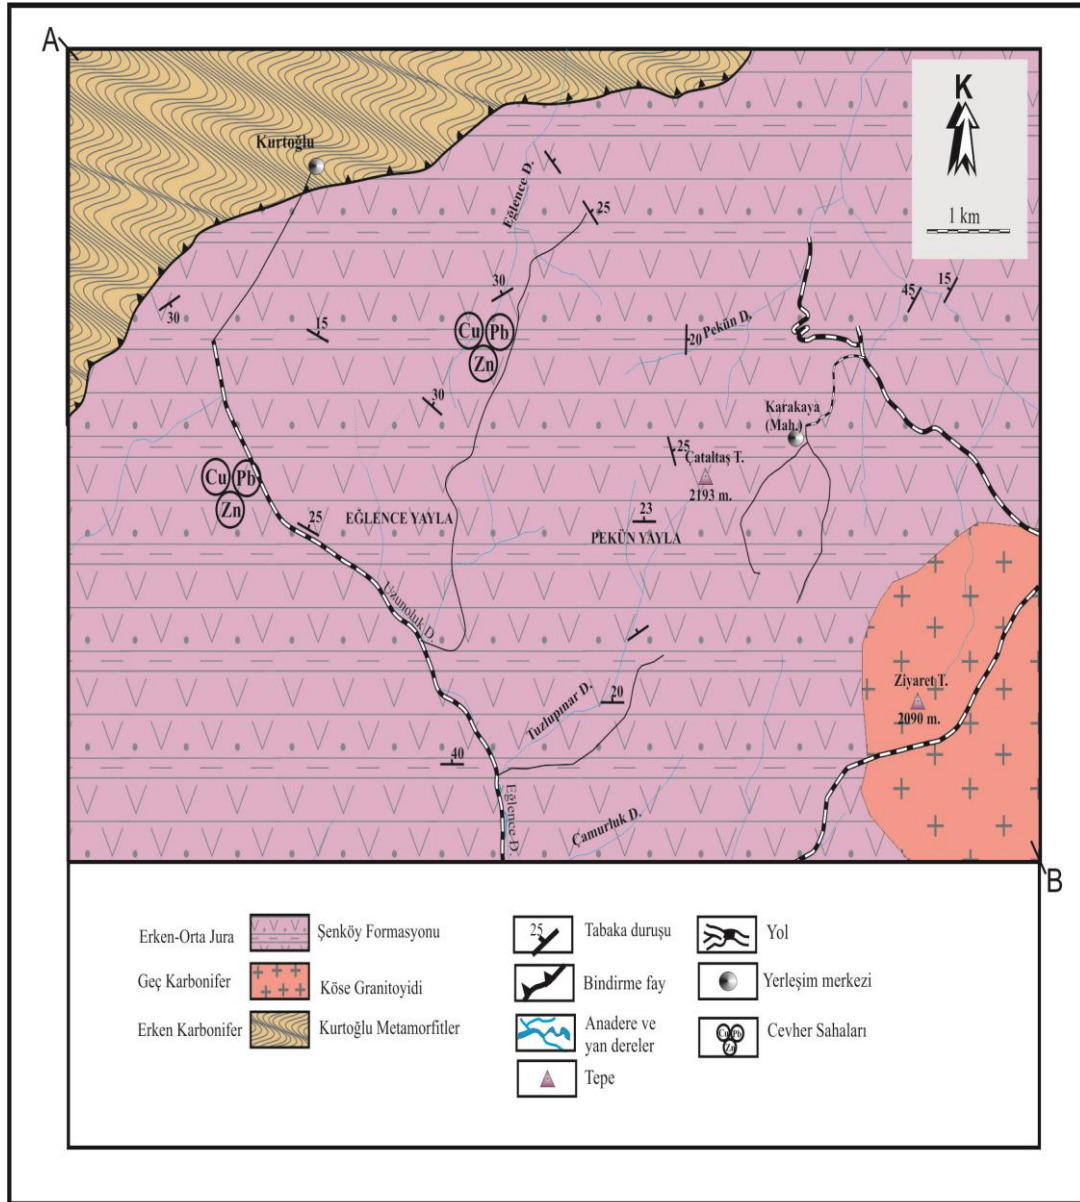 A
K
1 km
Kurtoğlu
Eğlence D.
25
30
30
15
Cu Pb
Zn
20
Pekün D.
45
15
30
Karakaya
(Mah.)
25
Çataltaş T.
2193 m.
Cu Pb
Zn
25
EĞLENCE YAYLA
23
PEKÜN YAYLA
Uzunoluk D.
Ziyaret T.
2090 m.
20
Tuzlupınar D.
40
Eğlence D.
Çamurluk D.
B
Erken-Orta Jura
Şenköy Formasyonu
Geç Karbonifer
Köse Granitoyidi
Erken Karbonifer
Kurtoğlu Metamorfitler
25
Tabaka duruşu
Bindirme fay
Anadere ve
yan dereler
Tepe
Yol
Yerleşim merkezi
Cu Pb
Zn
Cevher Sahaları